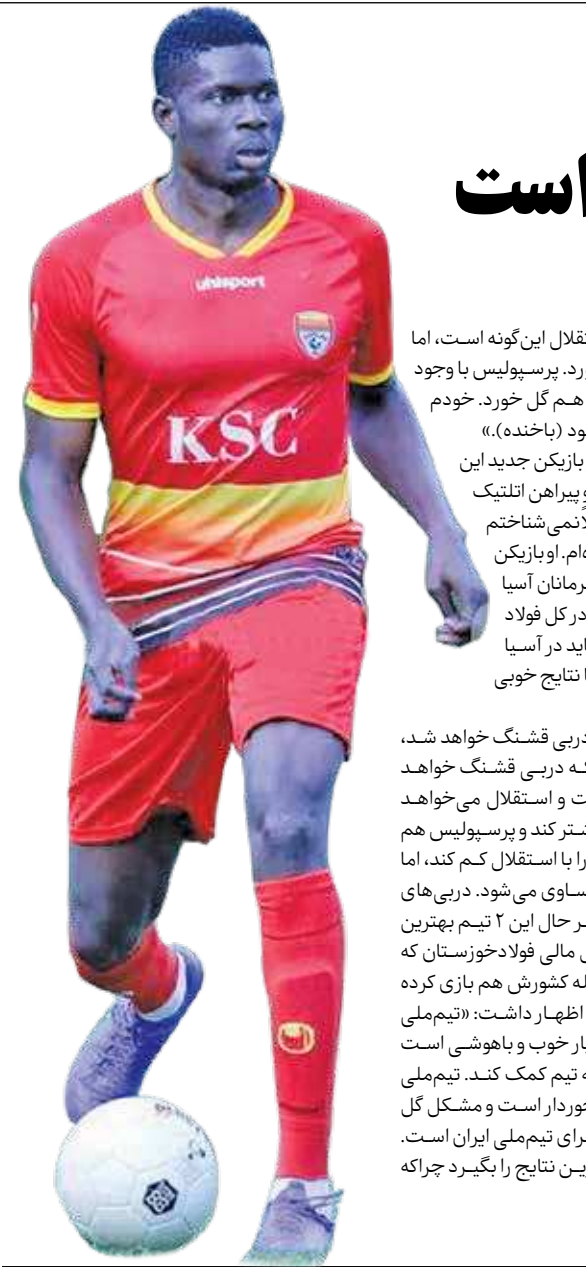 است
uhlsport
KSC
تقلال این‌گونه است، اما
ورد. پرسپولیس با وجود
هم گل خورد. خودم
ود (باخنده).»
بازیکن جدید این
و پیراهن اتلتیک
لا نمی‌شناختم
ه‌ام. او بازیکن
رمانان آسیا
در کل فولاد
اید در آسیا
ا نتایج خوبی
دربی قشنگ خواهد شد،
که دربی قشنگ خواهد
ت و استقلال می‌خواهد
شتر کند و پرسپولیس هم
را با استقلال کم کند، اما
ساوی می‌شود. دربی‌های
ر حال این ۲ تیم بهترین
مالی فولادخوزستان که
له کشورش هم بازی کرده
اظهار داشت: «تیم‌ملی
یار خوب و باهوشی است
ه تیم کمک کند. تیم‌ملی
خوردار است و مشکل گل
رای تیم‌ملی ایران است.
ین نتایج را بگیرد چراکه